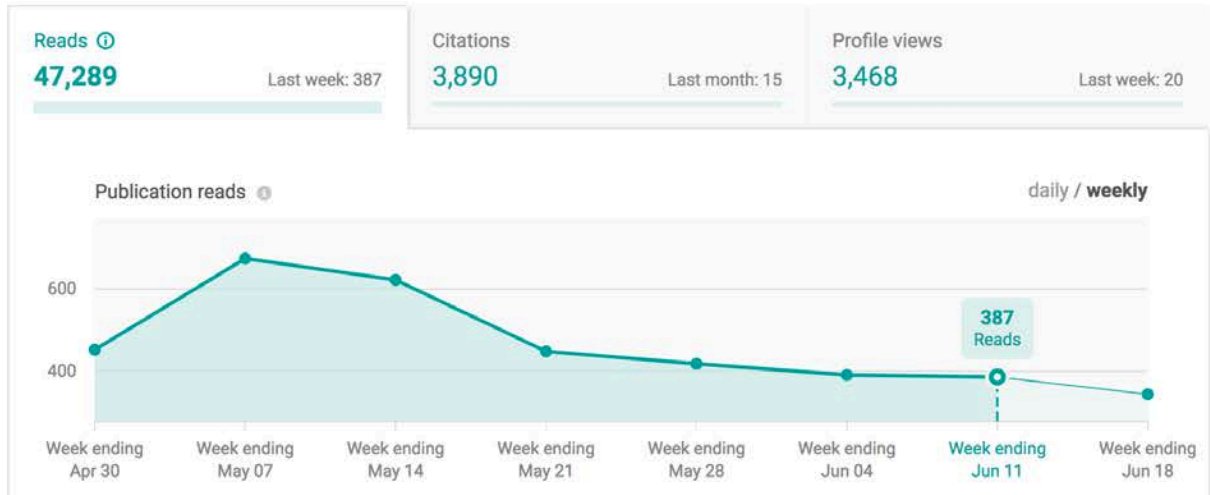 Reads
47,289 Last week: 387
Citations
3,890 Last month: 15
Profile views
3,468 Last week: 20
Publication reads
daily / weekly
600
400
387
Reads
Week ending
Apr 30
Week ending
May 07
Week ending
May 14
Week ending
May 21
Week ending
May 28
Week ending
Jun 04
Week ending
Jun 11
Week ending
Jun 18